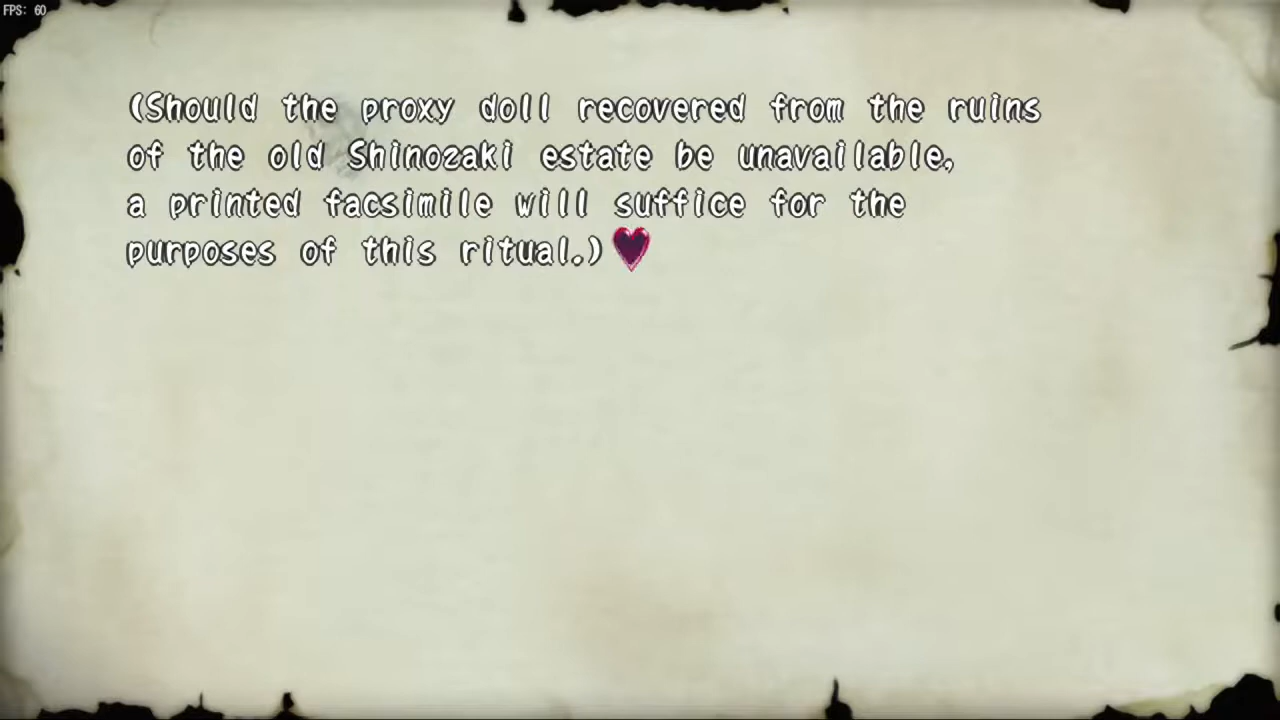 FPS: 60
(Should the proxy doll recovered from the ruins
of the old Shinozaki estate be unavailable,
a printed facsimile will suffice for the
purposes of this ritual.)